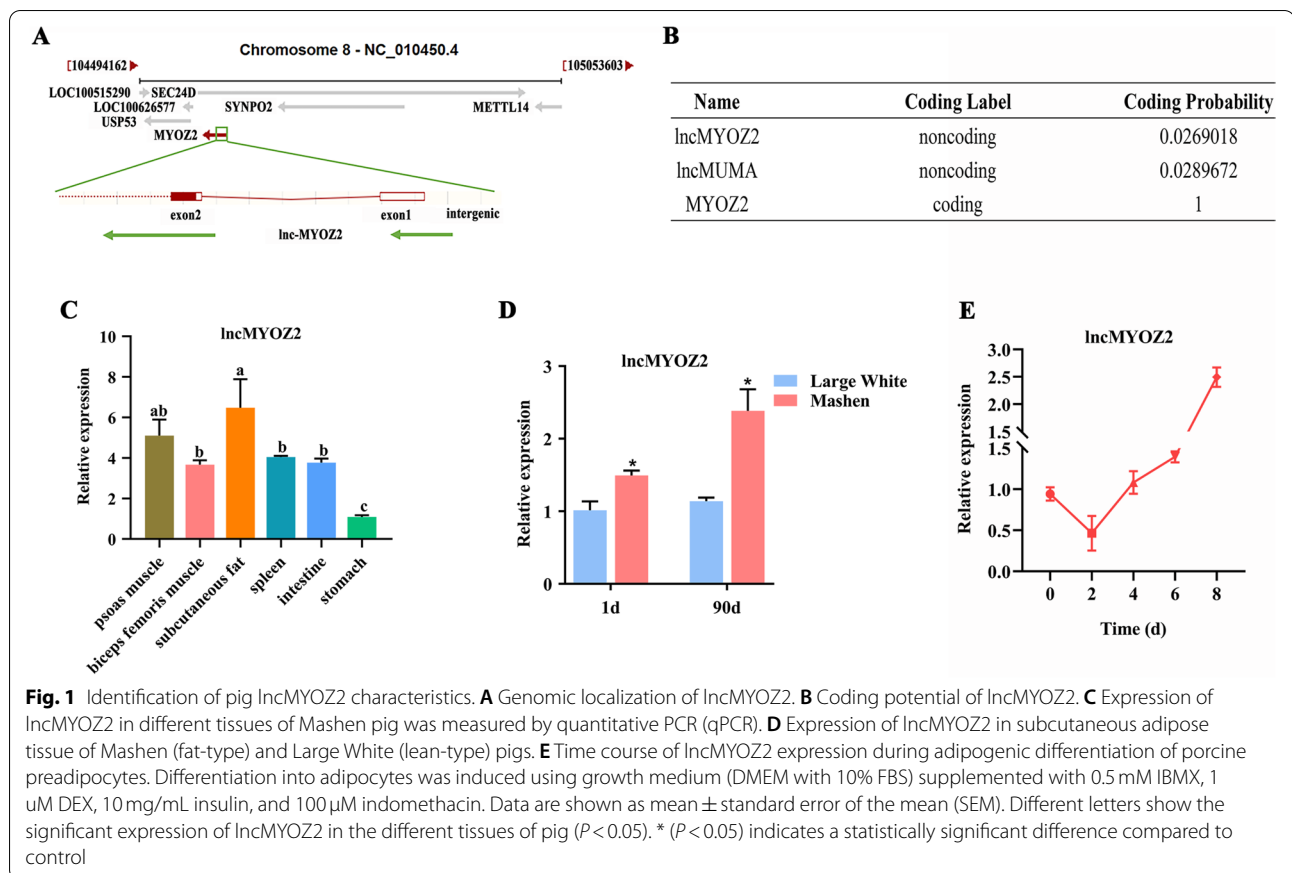 A
Chromosome 8 - NC_010450.4
[104494162
[105053603
LOC100515290
SEC24D
LOC100626577
SYNPO2
METTL14
USP53
MYOZ2
exon2
exon1
intergenic
lnc-MYOZ2
B
Name Coding Label Coding Probability
lncMYOZ2 noncoding 0.0269018
lncMUMA noncoding 0.0289672
MYOZ2 coding 1
C
lncMYOZ2
Relative expression
10
8
6
4
2
0
ab
b
a
b
b
c
psoas muscle
biceps femoris muscle
subcutaneous fat
spleen
intestine
stomach
D
lncMYOZ2
Relative expression
3
2
1
0
*
*
1d
90d
Large White
Mashen
E
lncMYOZ2
Relative expression
3.0
2.5
2.0
1.5
1.5
1.0
0.5
0.0
0 2 4 6 8
Time (d)
Fig. 1 Identification of pig lncMYOZ2 characteristics. A Genomic localization of lncMYOZ2. B Coding potential of lncMYOZ2. C Expression of
lncMYOZ2 in different tissues of Mashen pig was measured by quantitative PCR (qPCR). D Expression of lncMYOZ2 in subcutaneous adipose
tissue of Mashen (fat-type) and Large White (lean-type) pigs. E Time course of lncMYOZ2 expression during adipogenic differentiation of porcine
preadipocytes. Differentiation into adipocytes was induced using growth medium (DMEM with 10% FBS) supplemented with 0.5 mM IBMX, 1
uM DEX, 10 mg/mL insulin, and 100 μM indomethacin. Data are shown as mean ± standard error of the mean (SEM). Different letters show the
significant expression of lncMYOZ2 in the different tissues of pig (P < 0.05). * (P < 0.05) indicates a statistically significant difference compared to
control